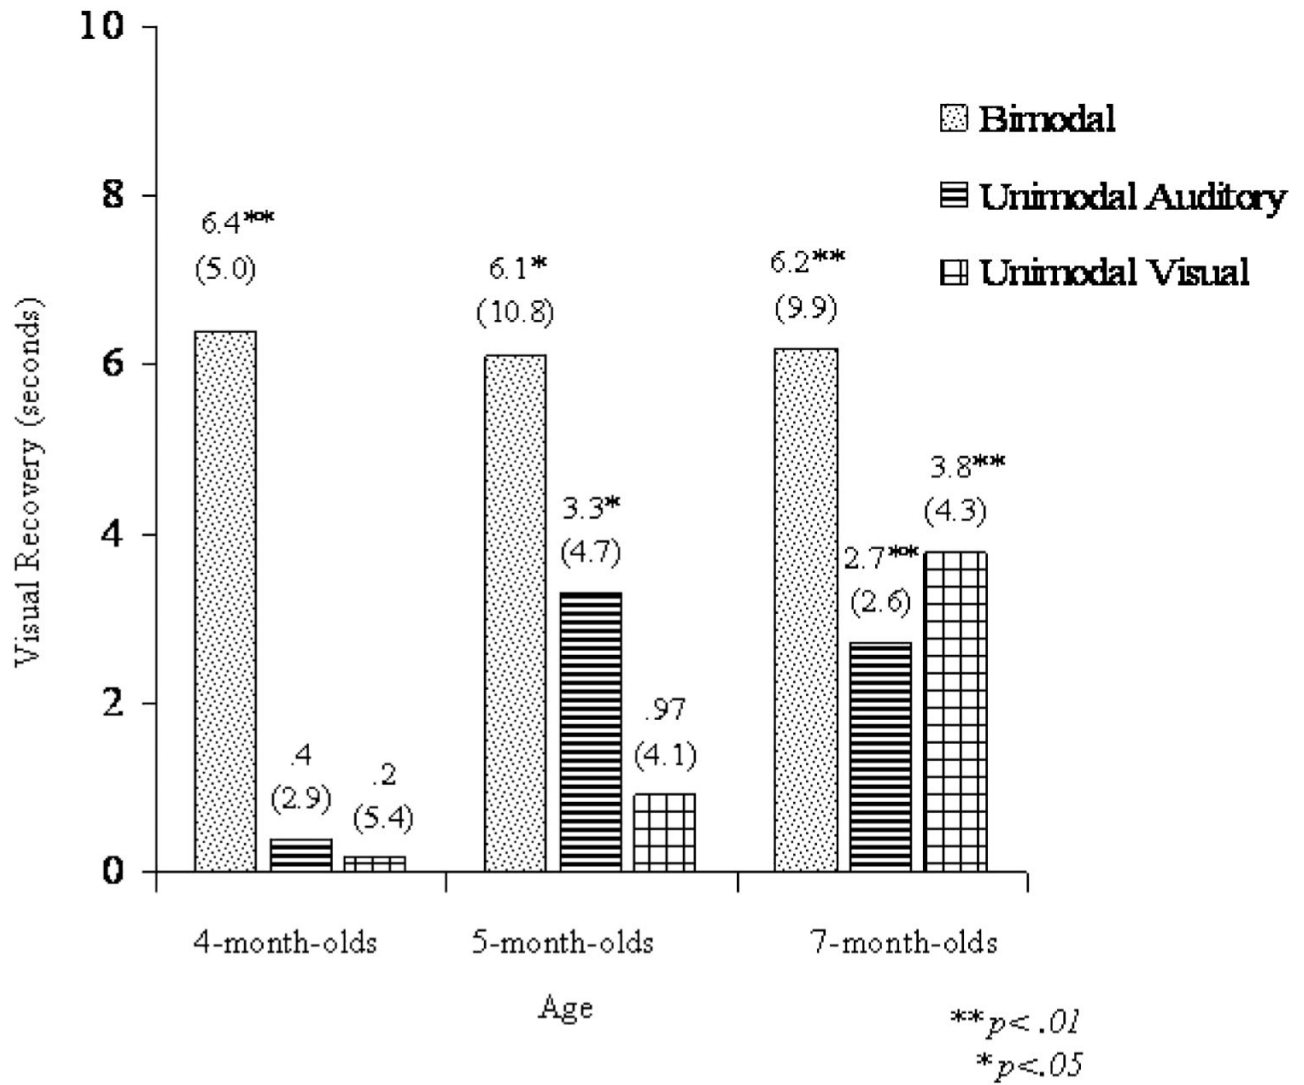 10
8
6
4
2
0
Visual Recovery (seconds)
6.4**
(5.0)
.4
(2.9)
.2
(5.4)
6.1*
(10.8)
3.3*
(4.7)
.97
(4.1)
6.2**
(9.9)
2.7**
(2.6)
3.8**
(4.3)
Bimodal
Unimodal Auditory
Unimodal Visual
4-month-olds
5-month-olds
7-month-olds
Age
**p<.01
*p<.05